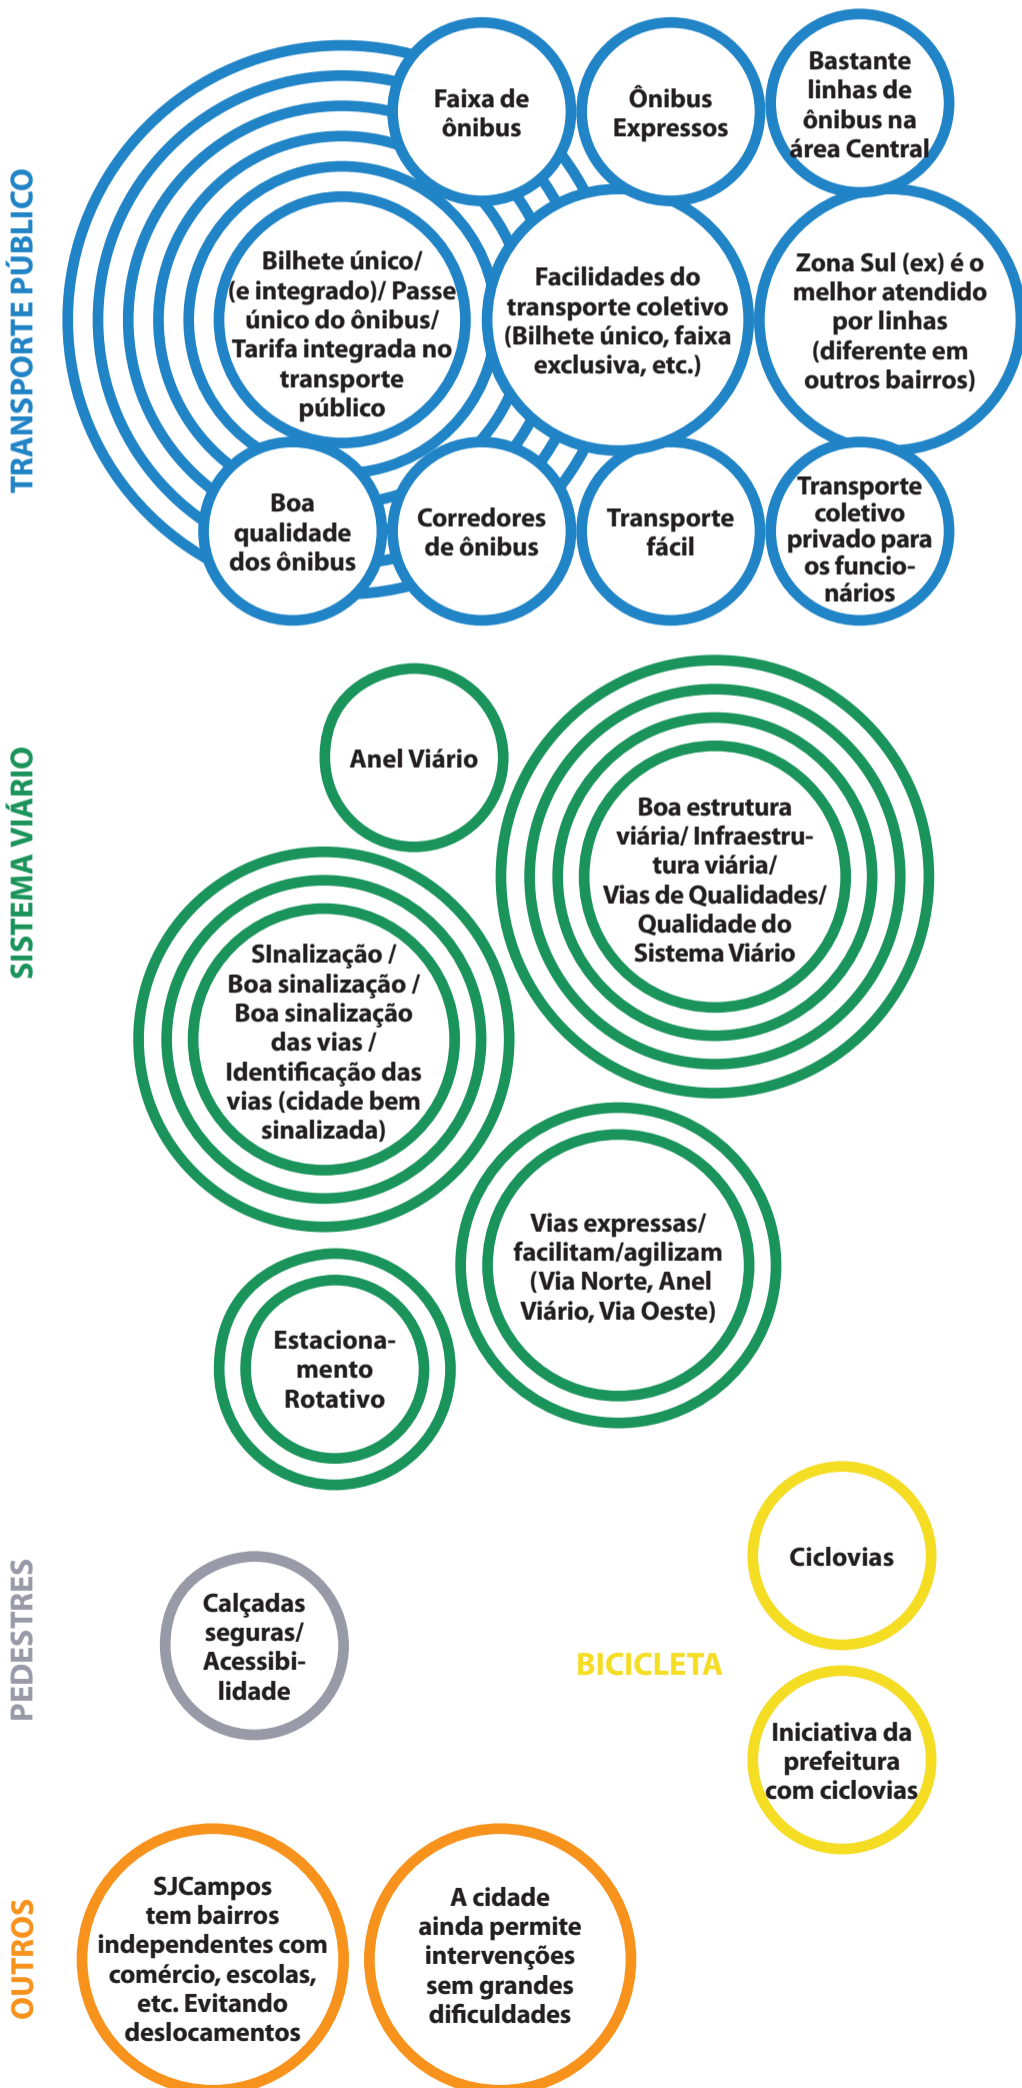 TRANSPORTE PÚBLICO
Faixa de
ônibus
Ônibus
Expressos
Bastante
linhas de
ônibus na
área Central
Bilhete único/
(e integrado)/ Passe
único do ônibus/
Tarifa integrada no
transporte
público
Facilidades do
transporte coletivo
(Bilhete único, faixa
exclusiva, etc.)
Zona Sul (ex) é o
melhor atendido
por linhas
(diferente em
outros bairros)
Boa
qualidade
dos ônibus
Corredores
de ônibus
Transporte
fácil
Transporte
coletivo
privado para
os funcio-
nários
SISTEMA VIÁRIO
Anel Viário
Boa estrutura
viária/ Infraestru-
tura viária/
Vias de Qualidades/
Qualidade do
Sistema Viário
SInalização /
Boa sinalização /
Boa sinalização
das vias /
Identificação das
vias (cidade bem
sinalizada)
Vias expressas/
facilitam/agilizam
(Via Norte, Anel
Viário, Via Oeste)
Estaciona-
mento
Rotativo
PEDESTRES
Calçadas
seguras/
Acessibi-
lidade
BICICLETA
Ciclovias
Iniciativa da
prefeitura
com ciclovias
OUTROS
SJCampos
tem bairros
independentes com
comércio, escolas,
etc. Evitando
deslocamentos
A cidade
ainda permite
intervenções
sem grandes
dificuldades